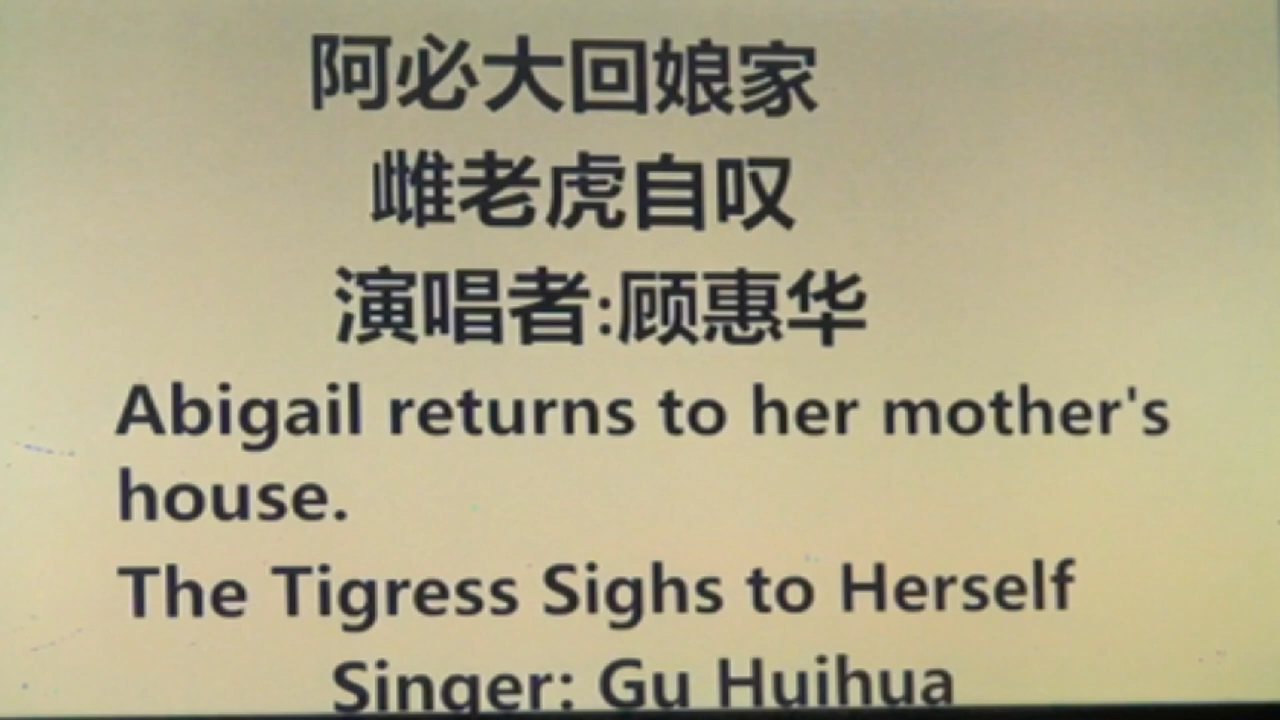 阿必大回娘家
雌老虎自叹
演唱者:顾惠华
Abigail returns to her mother's
house.
The Tigress Sighs to Herself
Singer: Gu Huihua